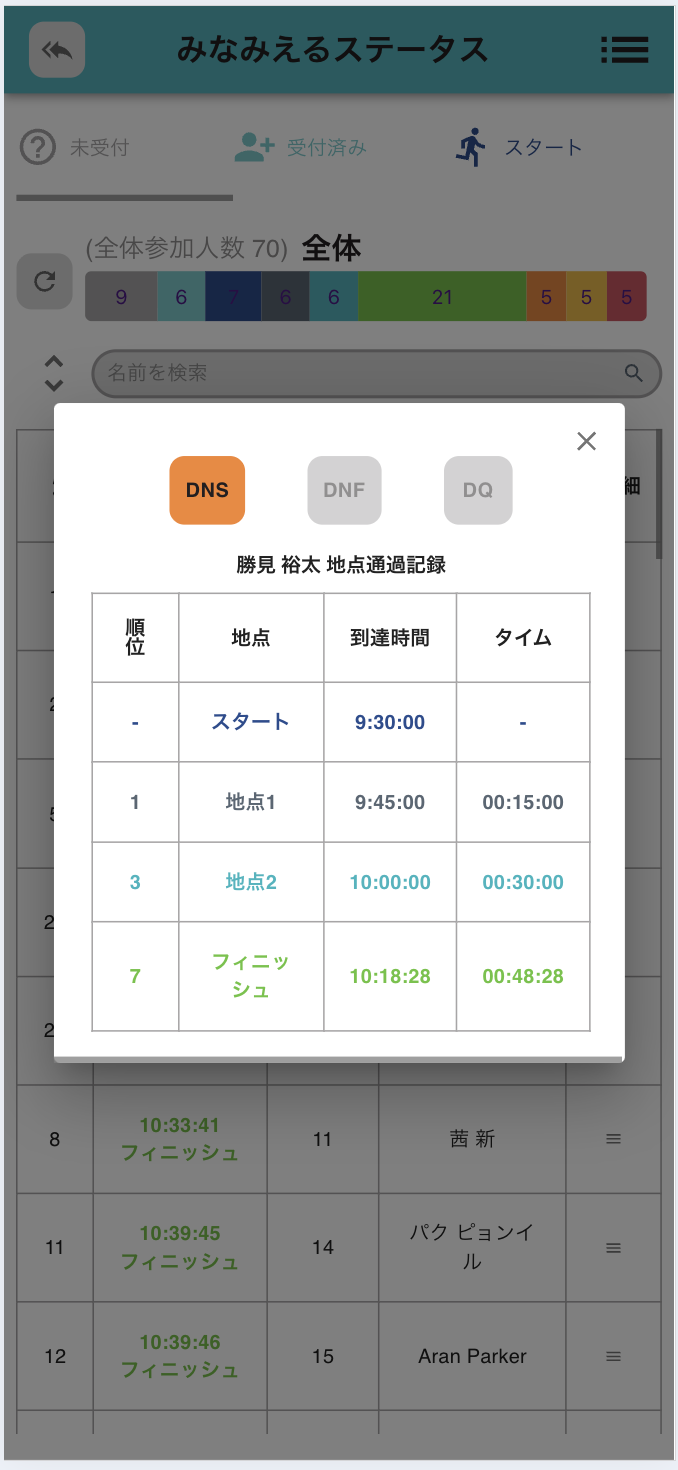 みなみえるステータス
未受付
受付済み
スタート
(全体参加人数 70) 全体
9 6 7 6 6 21 5 5 5
名前を検索
細
DNS DNF DQ
勝見 裕太 地点通過記録
順位 地点 到達時間 タイム
- スタート 9:30:00 -
1 地点1 9:45:00 00:15:00
3 地点2 10:00:00 00:30:00
7 フィニッ
シュ 10:18:28 00:48:28
8 10:33:41
フィニッシュ 11 茜 新
11 10:39:45
フィニッシュ 14 パク ピョンイ
ル
12 10:39:46
フィニッシュ 15 Aran Parker